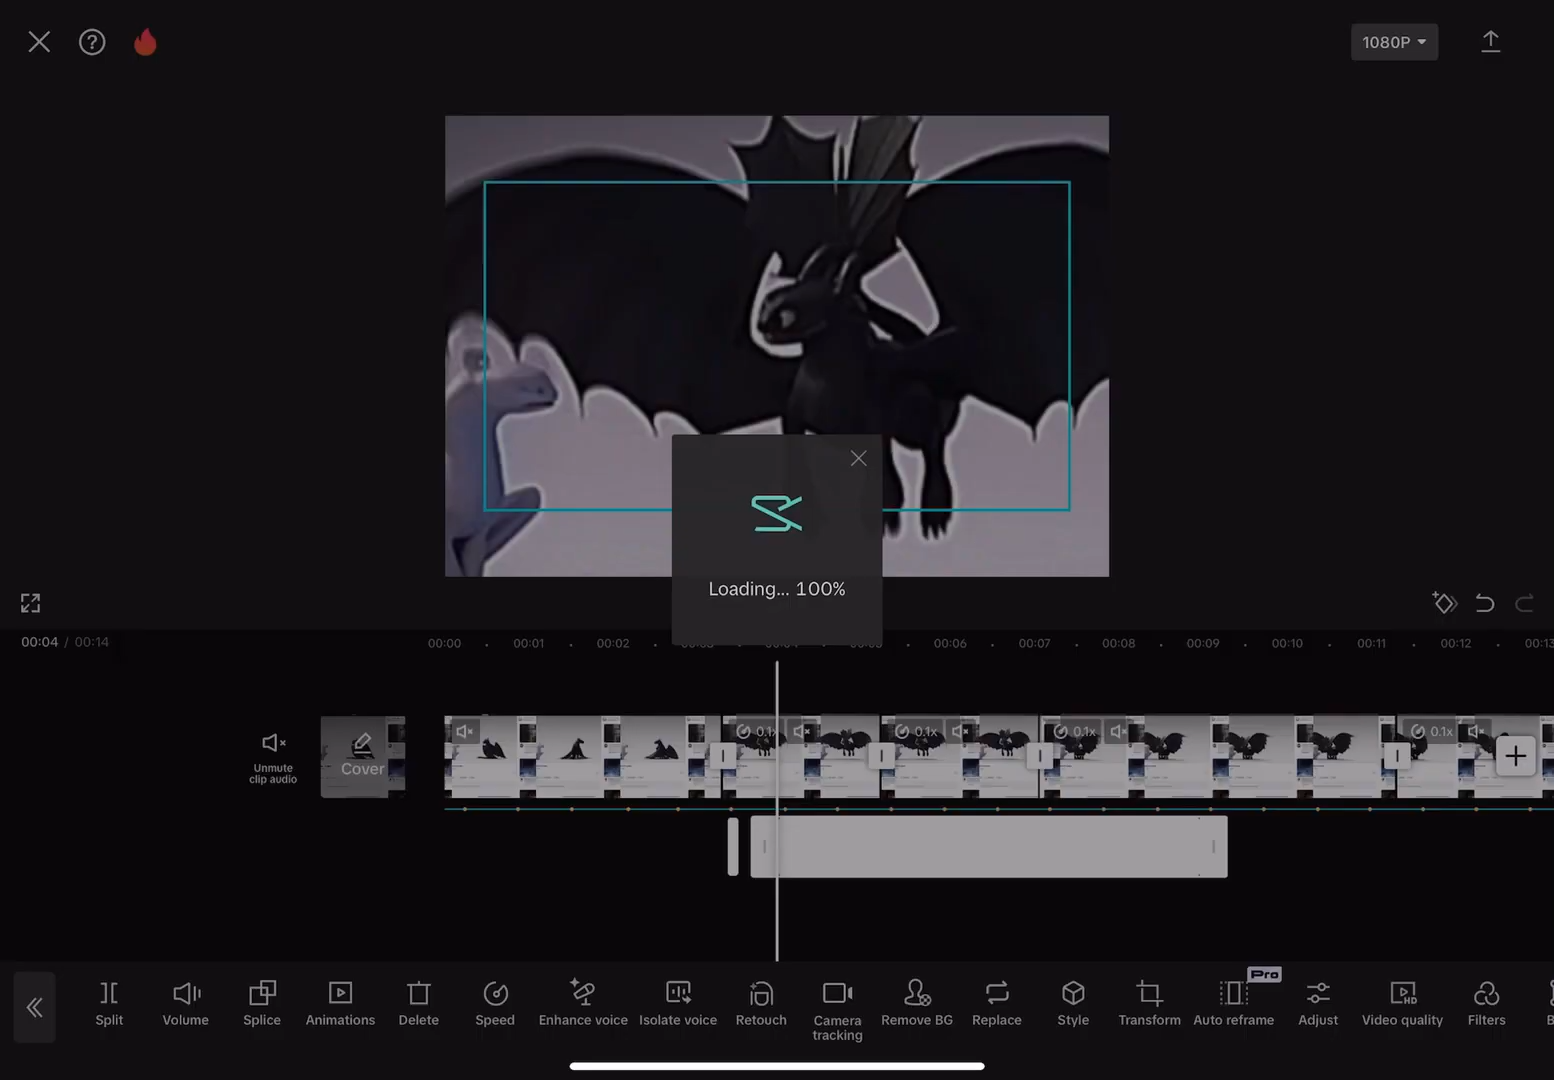 1080P
Loading... 100%
00:04 / 00:14
00:00 00:01 00:02 00:06 00:07 00:08 00:09 00:10 00:11 00:12 00:13
Unmute
clip audio
Cover
0.1x
0.1x
0.1x
0.1x
Pro
Split
Volume
Splice
Animations
Delete
Speed
Enhance voice
Isolate voice
Retouch
Camera
tracking
Remove BG
Replace
Style
Transform
Auto reframe
Adjust
HD
Video quality
Filters